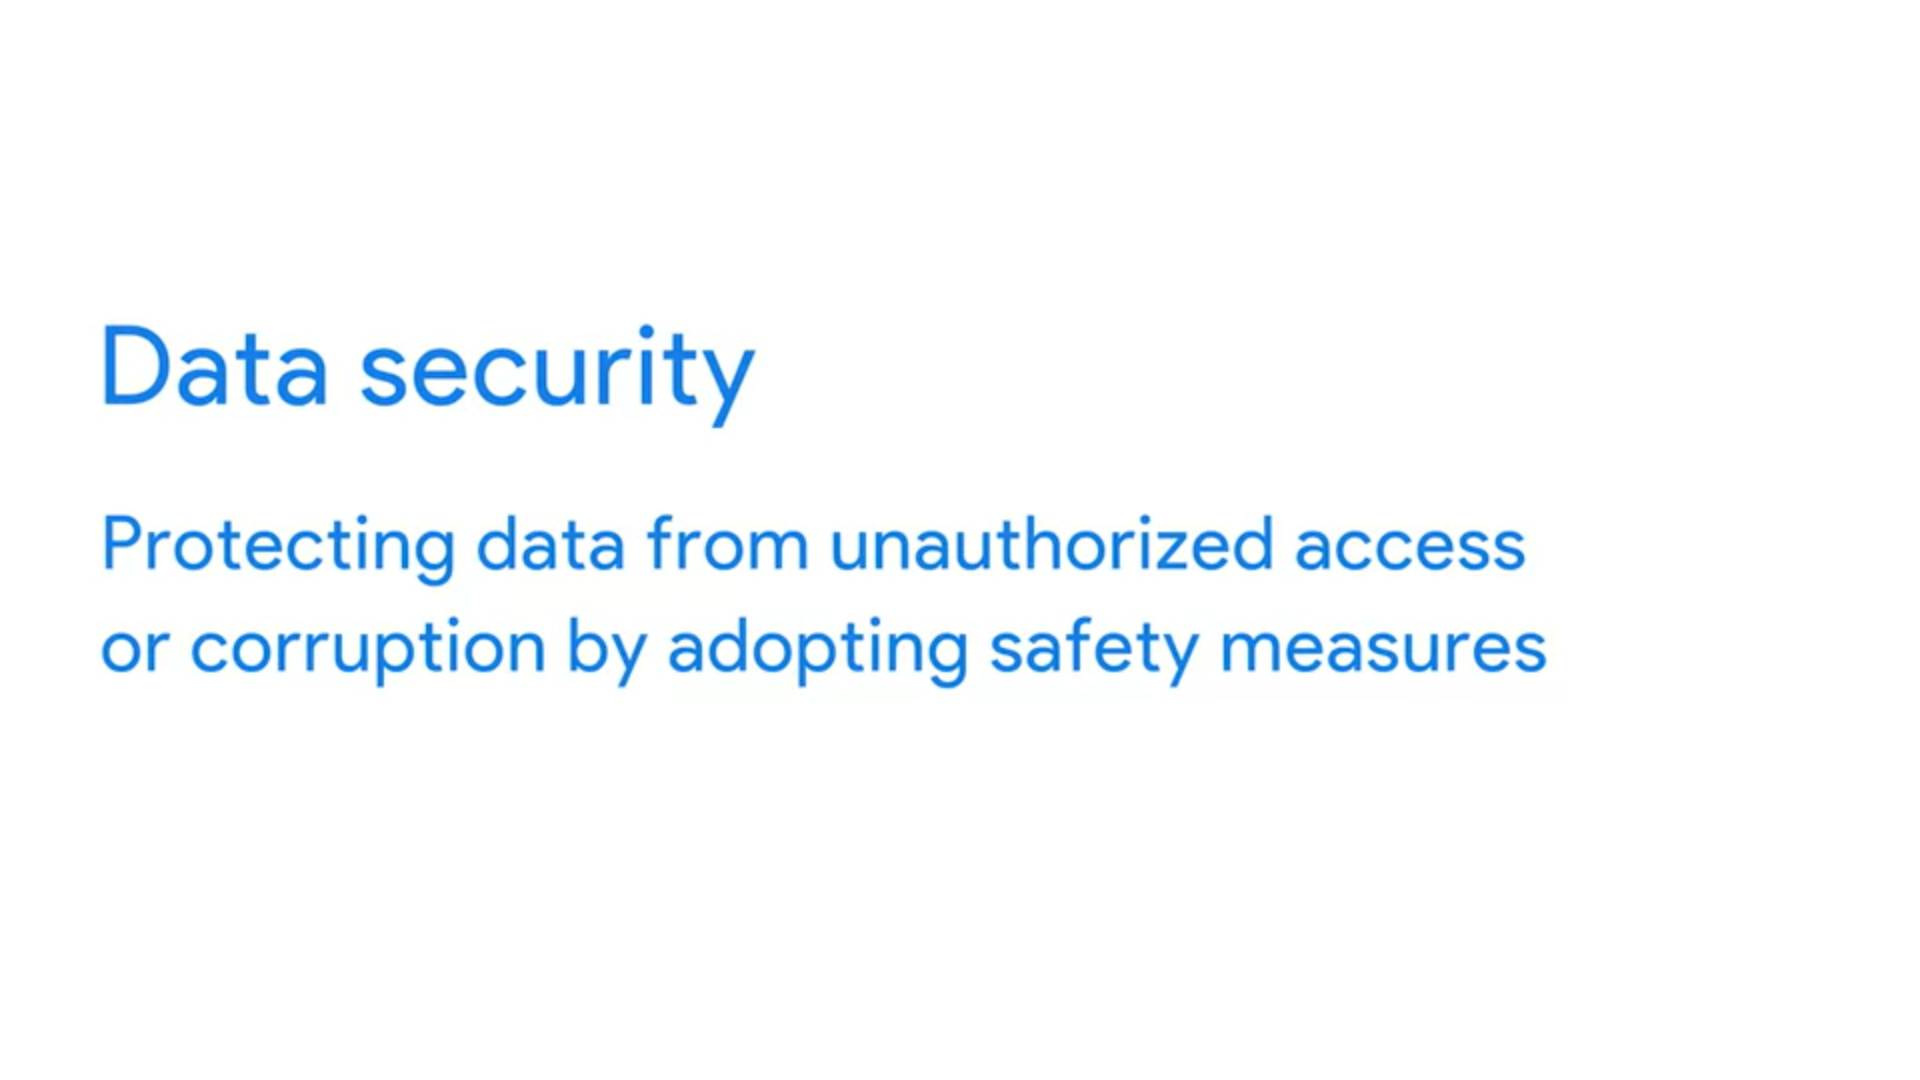 Data security
Protecting data from unauthorized access
or corruption by adopting safety measures